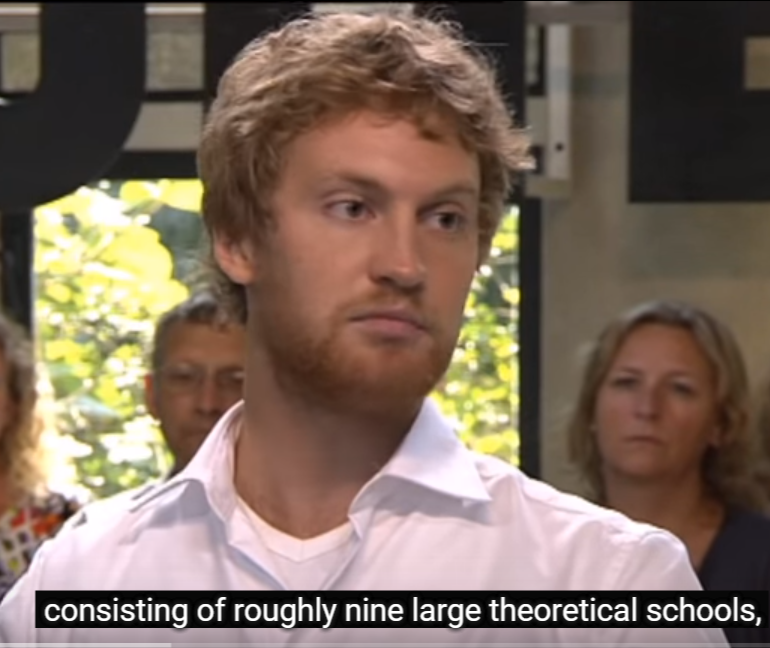 consisting of roughly nine large theoretical schools,